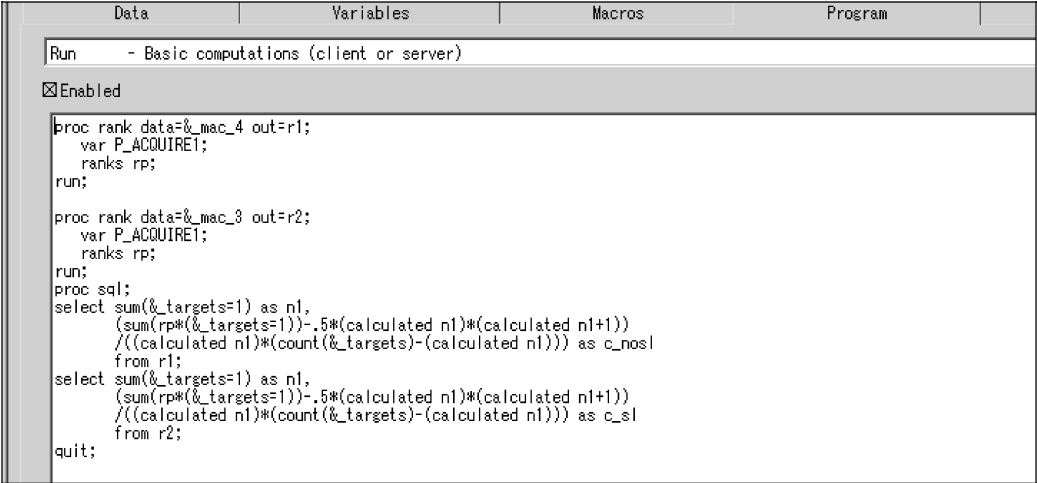 Data Variables Macros Program
Run - Basic computations (client or server)
Enabled
proc rank data=&_mac_4 out=r1;
var P_ACQUIRE1;
ranks rp;
run;
proc rank data=&_mac_3 out=r2;
var P_ACQUIRE1;
ranks rp;
run;
proc sql;
select sum(&_targets=1) as n1,
(sum(rp*(&_targets=1))-.5*(calculated n1)*(calculated n1+1))
/((calculated n1)*(count(&_targets)-(calculated n1))) as c_nosl
from r1;
select sum(&_targets=1) as n1,
(sum(rp*(&_targets=1))-.5*(calculated n1)*(calculated n1+1))
/((calculated n1)*(count(&_targets)-(calculated n1))) as c_sl
from r2;
quit;